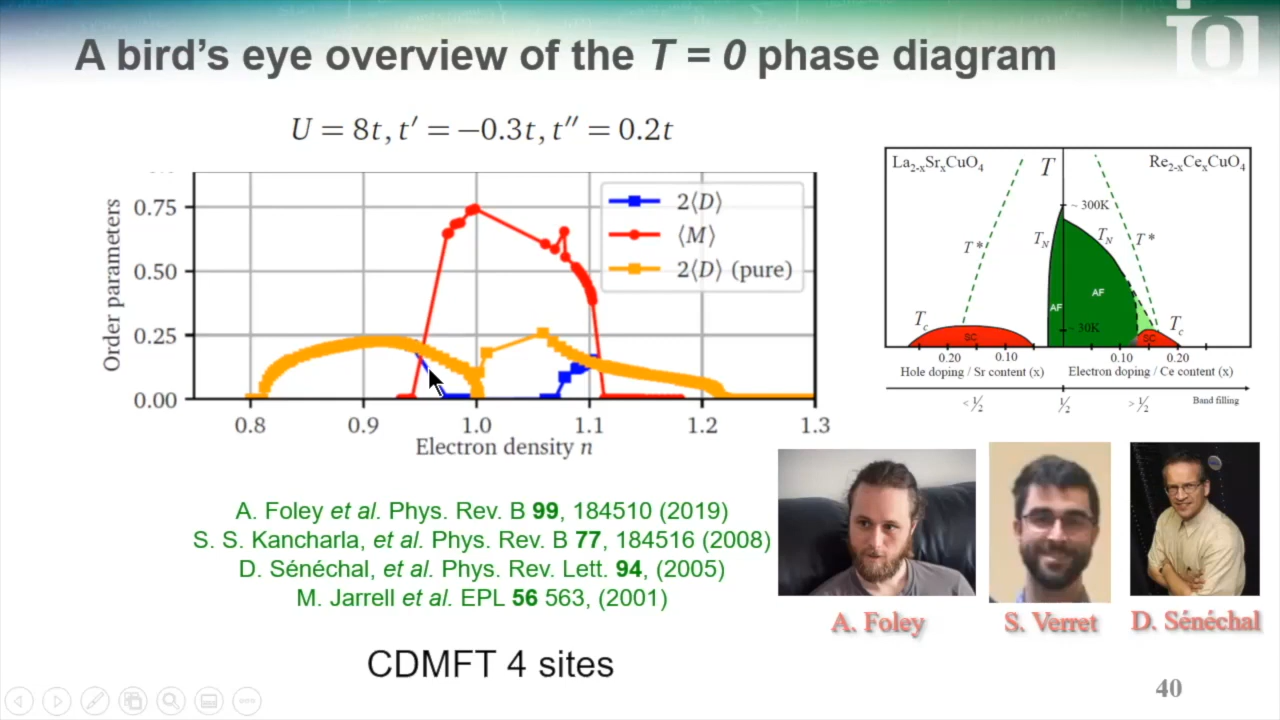 A bird's eye overview of the T = 0 phase diagram
iQ
U = 8t, t′ = −0.3t, t″ = 0.2t
Order parameters
0.75
0.50
0.25
0.00
2⟨D⟩
⟨M⟩
2⟨D⟩ (pure)
0.8 0.9 1.0 1.1 1.2 1.3
Electron density n
La2-xSrxCuO4
T
Re2-xCexCuO4
~ 300K
T*
TN
TN
T*
AF
AF
Tc
~ 30K
Tc
SC
SC
0.20 0.10 0.10 0.20
Hole doping / Sr content (x)
Electron doping / Ce content (x)
< ½
½
> ½
Band filling
A. Foley et al. Phys. Rev. B 99, 184510 (2019)
S. S. Kancharla, et al. Phys. Rev. B 77, 184516 (2008)
D. Sénéchal, et al. Phys. Rev. Lett. 94, (2005)
M. Jarrell et al. EPL 56 563, (2001)
A. Foley
S. Verret
D. Sénéchal
CDMFT 4 sites
40